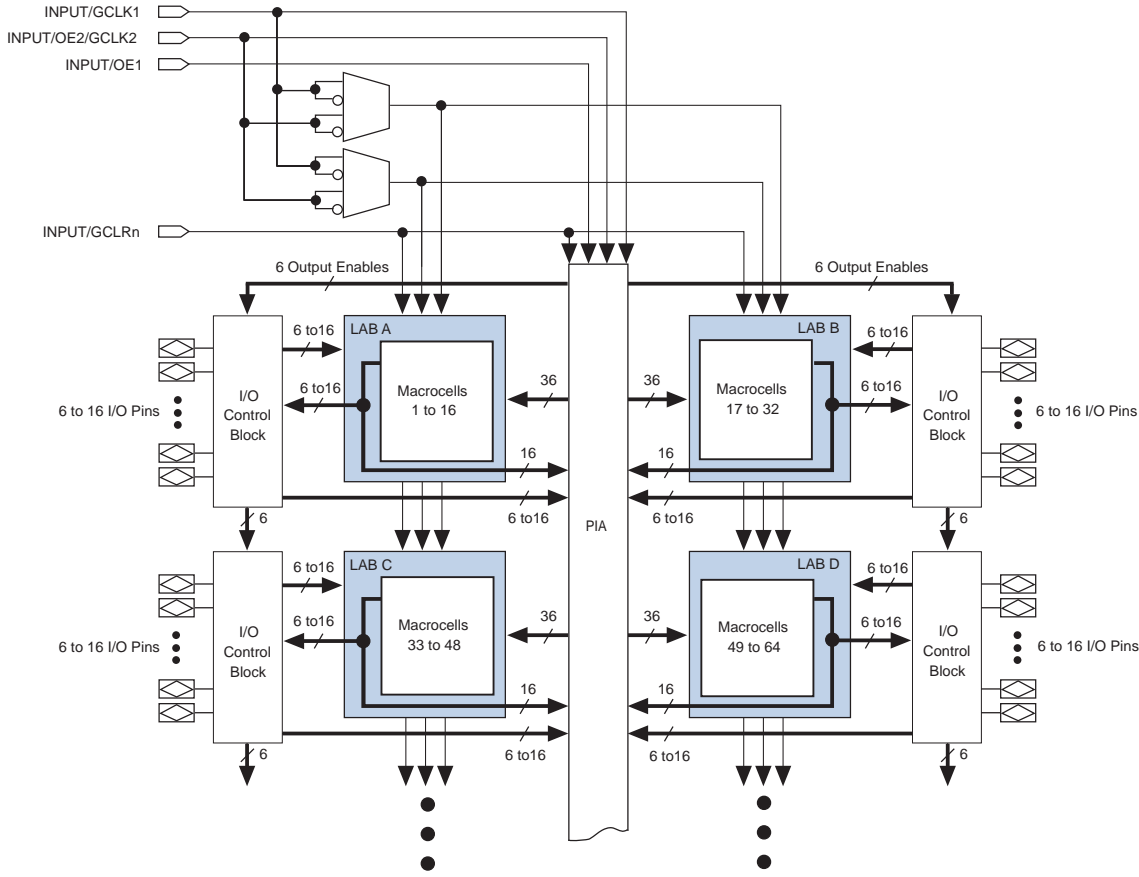 INPUT/GCLK1
INPUT/OE2/GCLK2
INPUT/OE1
INPUT/GCLRn
6 Output Enables
6 Output Enables
6 to16
LAB A
LAB B
6 to16
36
36
6 to16
Macrocells
1 to 16
Macrocells
17 to 32
6 to16
6 to 16 I/O Pins
I/O
Control
Block
I/O
Control
Block
6 to 16 I/O Pins
16
16
6 to16
6 to16
PIA
6
6
6 to16
LAB C
LAB D
6 to16
36
36
6 to16
Macrocells
33 to 48
Macrocells
49 to 64
6 to16
6 to 16 I/O Pins
I/O
Control
Block
I/O
Control
Block
6 to 16 I/O Pins
16
16
6 to16
6 to16
6
6